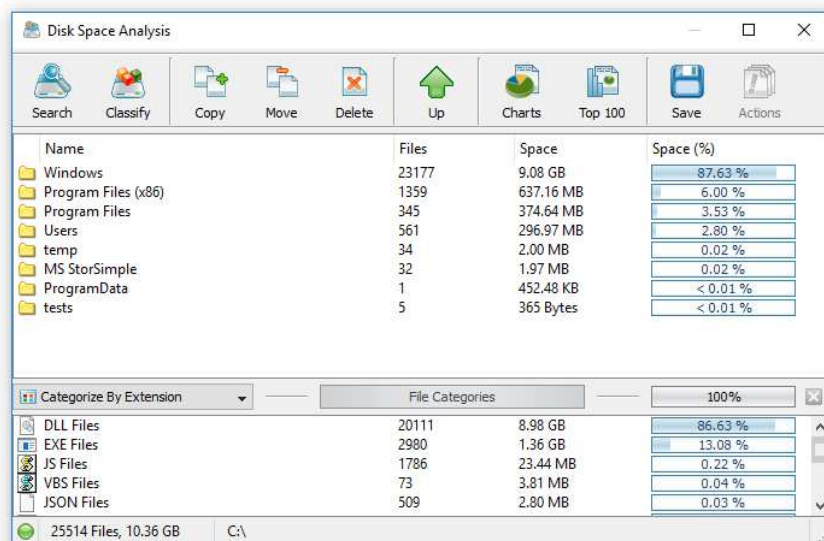 Disk Space Analysis
Search Classify Copy Move Delete Up Charts Top 100 Save Actions
Name Files Space Space (%)
Windows 23177 9.08 GB 87.63 %
Program Files (x86) 1359 637.16 MB 6.00 %
Program Files 345 374.64 MB 3.53 %
Users 561 296.97 MB 2.80 %
temp 34 2.00 MB 0.02 %
MS StorSimple 32 1.97 MB 0.02 %
ProgramData 1 452.48 KB < 0.01 %
tests 5 365 Bytes < 0.01 %
Categorize By Extension File Categories 100%
DLL Files 20111 8.98 GB 86.63 %
EXE Files 2980 1.36 GB 13.08 %
JS Files 1786 23.44 MB 0.22 %
VBS Files 73 3.81 MB 0.04 %
JSON Files 509 2.80 MB 0.03 %
25514 Files, 10.36 GB C:\